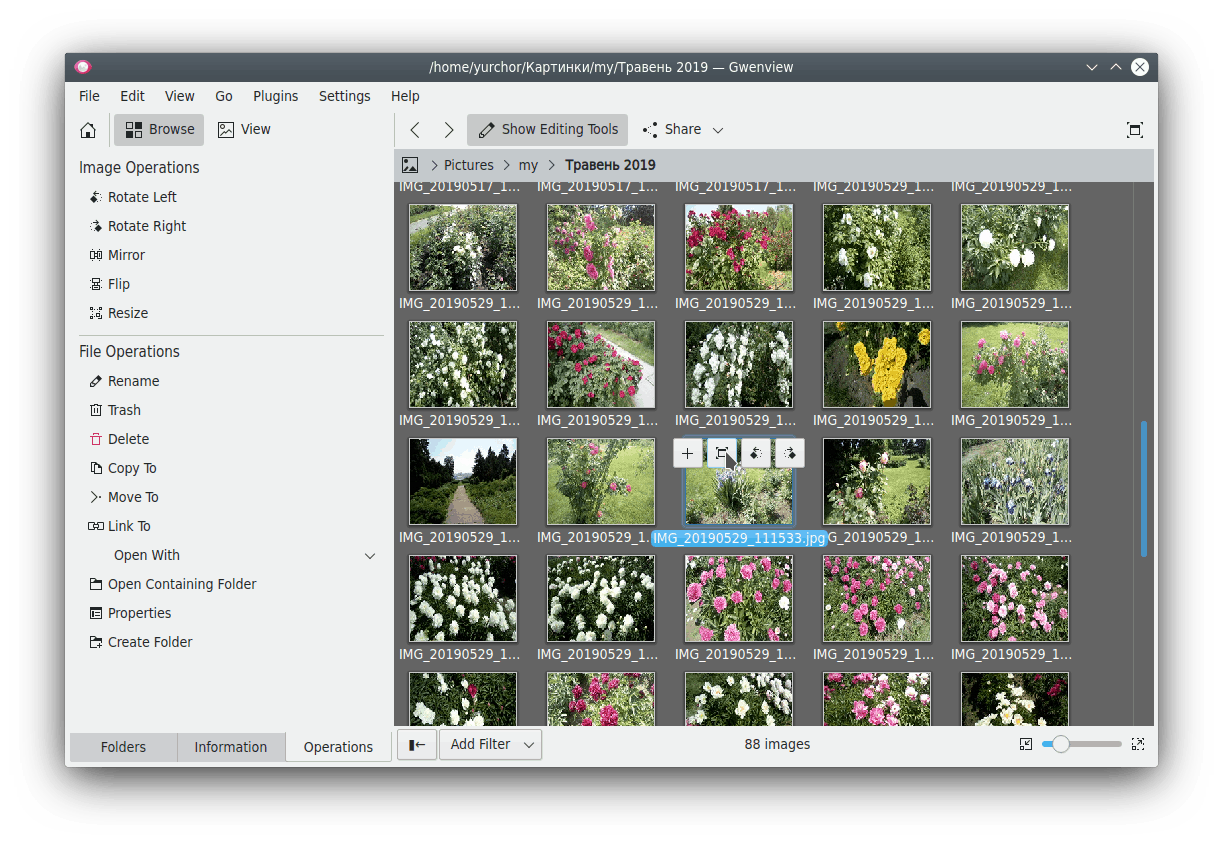 /home/yurchor/Картинки/my/Травень 2019 — Gwenview
File Edit View Go Plugins Settings Help
Browse View Show Editing Tools Share
Image Operations
Rotate Left
Rotate Right
Mirror
Flip
Resize
File Operations
Rename
Trash
Delete
Copy To
Move To
Link To
Open With
Open Containing Folder
Properties
Create Folder
Folders Information Operations
Pictures my Травень 2019
IMG_20190517_1... IMG_20190517_1... IMG_20190517_1... IMG_20190529_1... IMG_20190529_1...
IMG_20190529_1... IMG_20190529_1... IMG_20190529_1... IMG_20190529_1... IMG_20190529_1...
IMG_20190529_1... IMG_20190529_1... IMG_20190529_1... IMG_20190529_1... IMG_20190529_1...
IMG_20190529_1... IMG_20190529_1. IMG_20190529_111533.jpg G_20190529_1... IMG_20190529_1...
IMG_20190529_1... IMG_20190529_1... IMG_20190529_1... IMG_20190529_1... IMG_20190529_1...
Add Filter 88 images